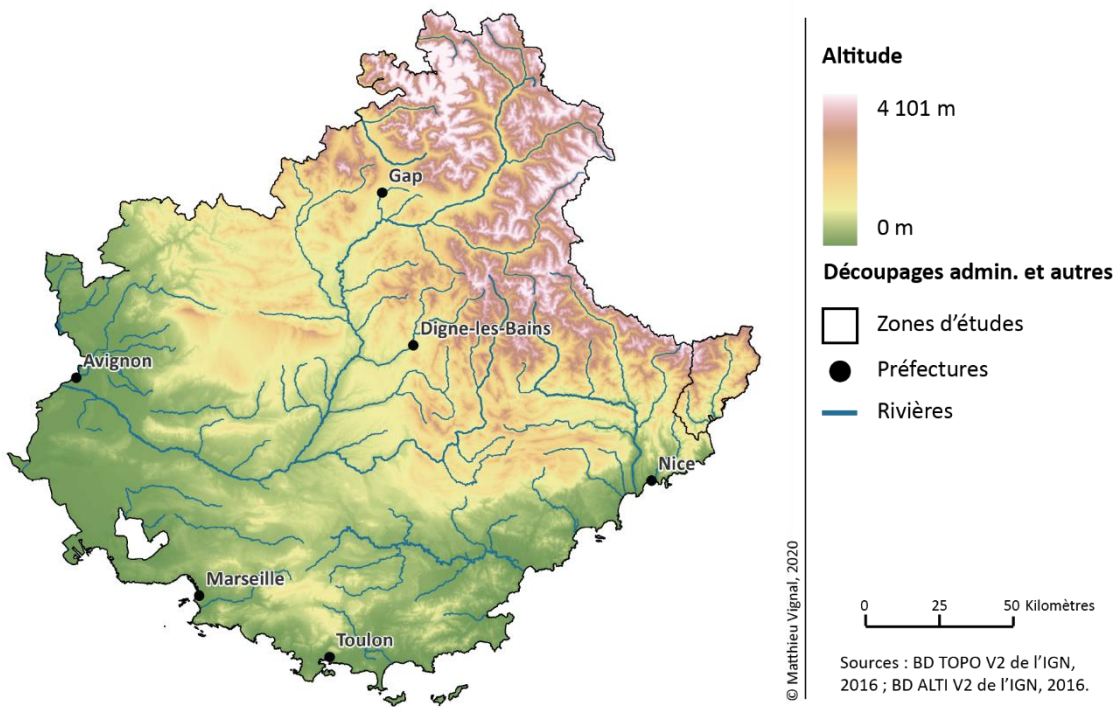 Gap
Digne-les-Bains
Avignon
Nice
Marseille
Toulon
© Matthieu Vignal, 2020
Altitude
4 101 m
0 m
Découpages admin. et autres
Zones d’études
Préfectures
Rivières
0 25 50 Kilomètres
Sources : BD TOPO V2 de l’IGN,
2016 ; BD ALTI V2 de l’IGN, 2016.